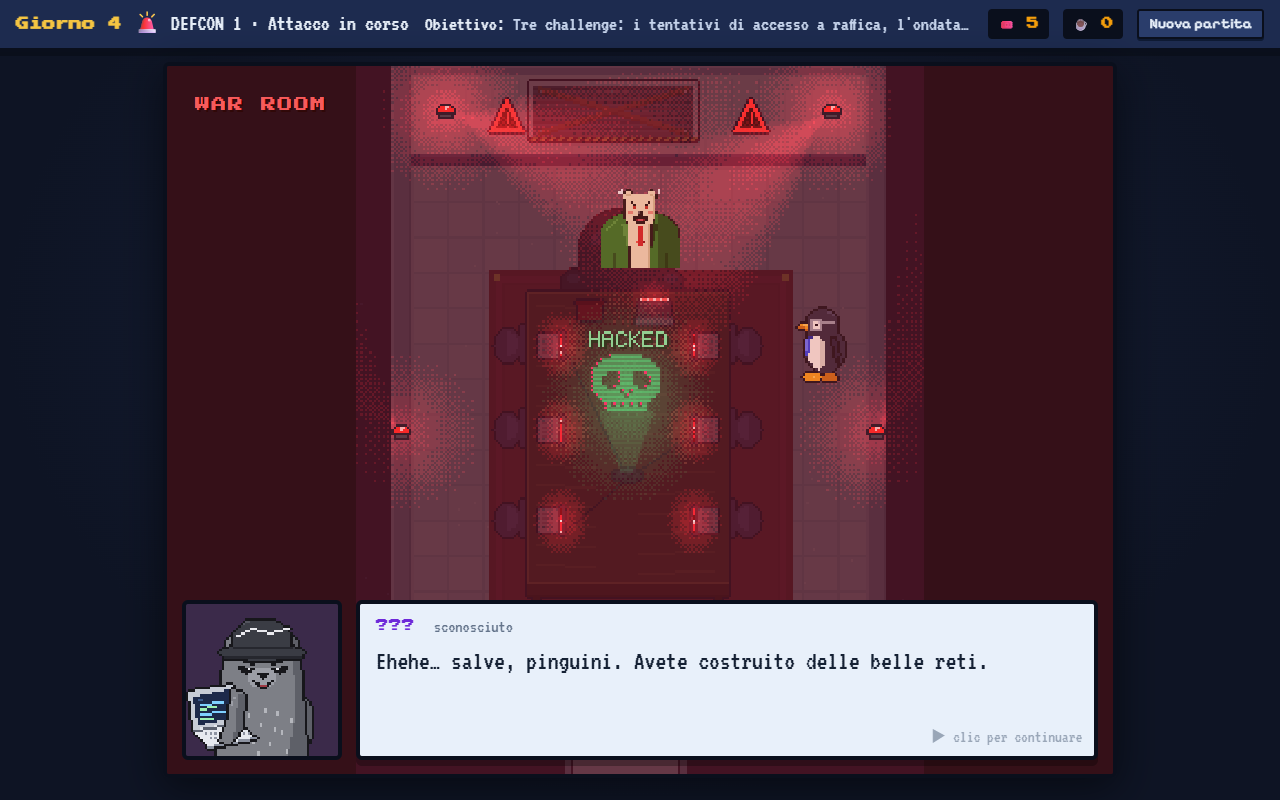 Giorno 4
DEFCON 1 · Attacco in corso
Obiettivo: Tre challenge: i tentativi di accesso a raffica, l'ondata…
5
0
Nuova partita
WAR ROOM
HACKED
??? sconosciuto
Ehehe… salve, pinguini. Avete costruito delle belle reti.
▶ clic per continuare